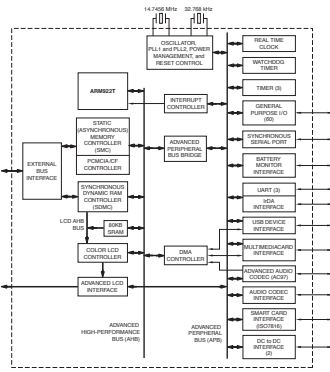 14.7456 MHz
32.768 kHz
OSCILLATOR,
PLL1 and PLL2, POWER
MANAGEMENT, and
RESET CONTROL
REAL TIME
CLOCK
WATCHDOG
TIMER
ARM922T
TIMER (3)
INTERRUPT
CONTROLLER
GENERAL
PURPOSE I/O
(60)
STATIC
(ASYNCHRONOUS)
MEMORY
CONTROLLER
(SMC)
SYNCHRONOUS
SERIAL PORT
ADVANCED
PERIPHERAL
BUS BRIDGE
EXTERNAL
BUS
INTERFACE
PCMCIA/CF
CONTROLLER
BATTERY
MONITOR
INTERFACE
SYNCHRONOUS
DYNAMIC RAM
CONTROLLER
(SDMC)
UART (3)
IrDA
INTERFACE
LCD AHB
BUS
80KB
SRAM
USB DEVICE
INTERFACE
COLOR LCD
CONTROLLER
DMA
CONTROLLER
MULTIMEDIACARD
INTERFACE
ADVANCED AUDIO
CODEC (AC97)
ADVANCED LCD
INTERFACE
AUDIO CODEC
INTERFACE
SMART CARD
INTERFACE
(ISO7816)
ADVANCED
HIGH-PERFORMANCE
BUS (AHB)
ADVANCED
PERIPHERAL
BUS (APB)
DC to DC
INTERFACE
(2)